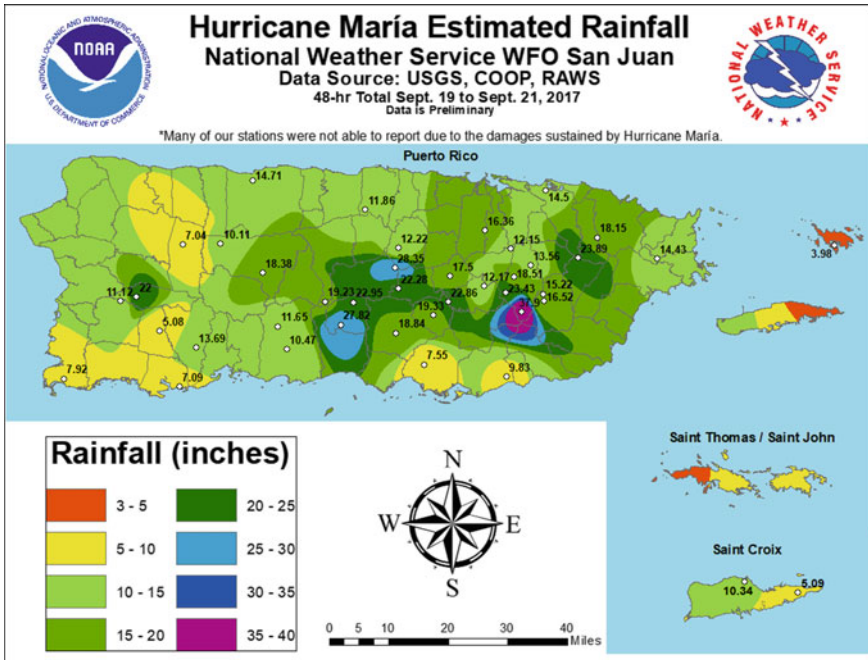 Hurricane María Estimated Rainfall
National Weather Service WFO San Juan
Data Source: USGS, COOP, RAWS
48-hr Total Sept. 19 to Sept. 21, 2017
Data is Preliminary
*Many of our stations were not able to report due to the damages sustained by Hurricane María.
NATIONAL OCEANIC AND ATMOSPHERIC ADMINISTRATION
NOAA
U.S. DEPARTMENT OF COMMERCE
NATIONAL WEATHER SERVICE
Puerto Rico
14.71
11.86
14.5
16.36
18.15
7.04
10.11
12.22
12.15
23.89
14.43
3.98
28.35
13.56
18.38
17.5
18.51
22.28
12.17
11.12
22
19.23
22.95
22.86
23.43
15.22
16.52
37.9
19.33
27.82
18.84
5.08
11.65
13.69
10.47
7.55
9.83
7.92
7.09
Rainfall (inches)
3 - 5
20 - 25
5 - 10
25 - 30
10 - 15
30 - 35
15 - 20
35 - 40
N
W
E
S
0
5
10
20
30
40
Miles
Saint Thomas / Saint John
Saint Croix
10.34
5.09